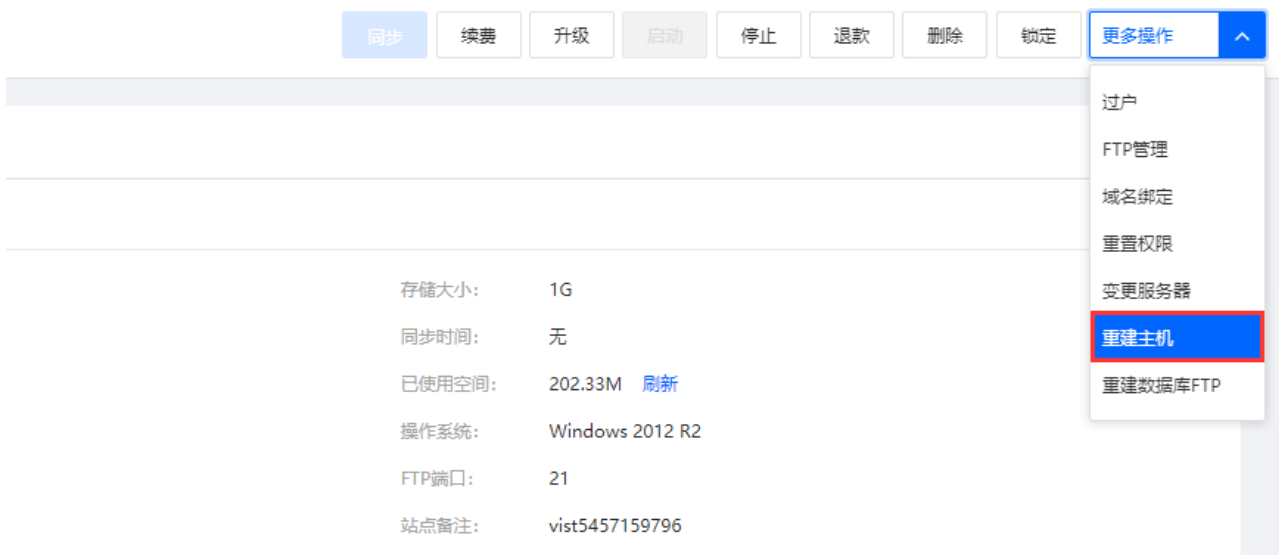 同步 续费 升级 启动 停止 退款 删除 锁定 更多操作
过户
FTP管理
域名绑定
重置权限
变更服务器
重建主机
重建数据库FTP
存储大小： 1G
同步时间： 无
已使用空间： 202.33M 刷新
操作系统： Windows 2012 R2
FTP端口： 21
站点备注： vist5457159796